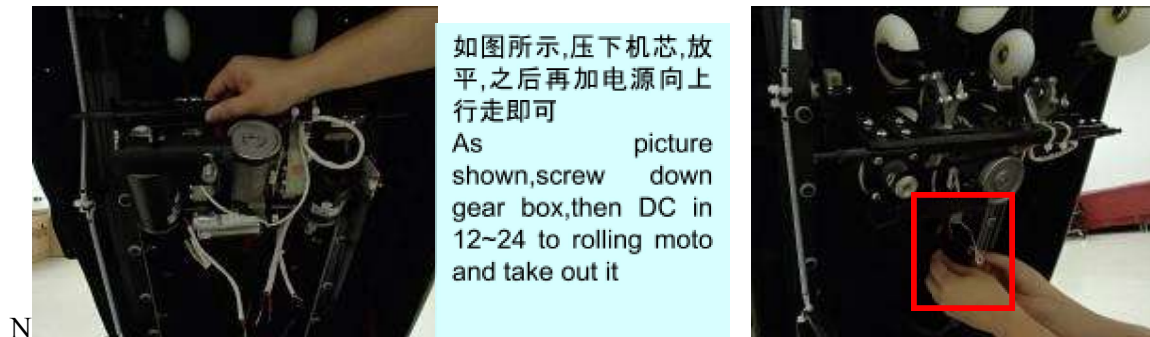 如图所示,压下机芯,放
平,之后再加电源向上
行走即可
As picture
shown,screw down
gear box,then DC in
12~24 to rolling moto
and take out it
N